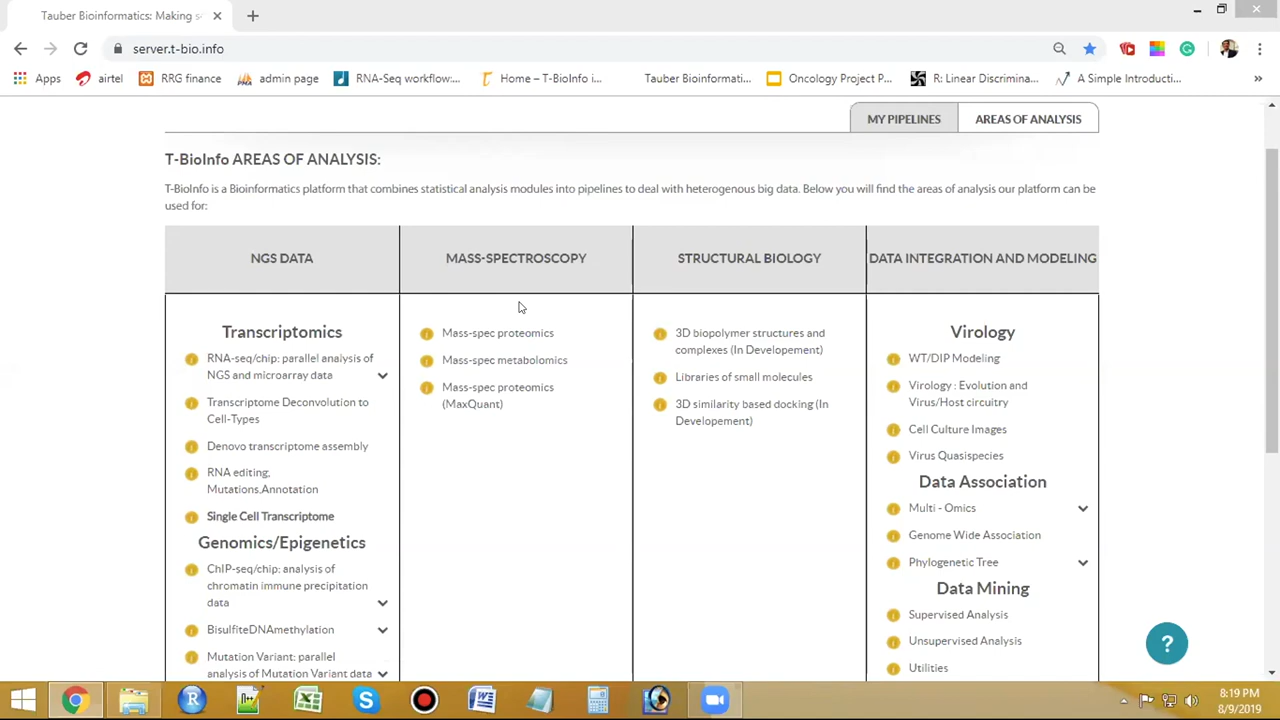 Tauber Bioinformatics: Making s
server.t-bio.info
Apps airtel RRG finance admin page RNA-Seq workflow:... Home – T-BioInfo i... Tauber Bioinformati... Oncology Project P... R: Linear Discrimina... A Simple Introducti... »
MY PIPELINES AREAS OF ANALYSIS
T-BioInfo AREAS OF ANALYSIS:
T-BioInfo is a Bioinformatics platform that combines statistical analysis modules into pipelines to deal with heterogenous big data. Below you will find the areas of analysis our platform can be
used for:
NGS DATA
Transcriptomics
RNA-seq/chip: parallel analysis of
NGS and microarray data
Transcriptome Deconvolution to
Cell-Types
Denovo transcriptome assembly
RNA editing,
Mutations,Annotation
Single Cell Transcriptome
Genomics/Epigenetics
ChIP-seq/chip: analysis of
chromatin immune precipitation
data
BisulfiteDNAmethylation
Mutation Variant: parallel
analysis of Mutation Variant data
MASS-SPECTROSCOPY
Mass-spec proteomics
Mass-spec metabolomics
Mass-spec proteomics
(MaxQuant)
STRUCTURAL BIOLOGY
3D biopolymer structures and
complexes (In Developement)
Libraries of small molecules
3D similarity based docking (In
Developement)
DATA INTEGRATION AND MODELING
Virology
WT/DIP Modeling
Virology : Evolution and
Virus/Host circuitry
Cell Culture Images
Virus Quasispecies
Data Association
Multi - Omics
Genome Wide Association
Phylogenetic Tree
Data Mining
Supervised Analysis
Unsupervised Analysis
Utilities
?
8:19 PM
8/9/2019